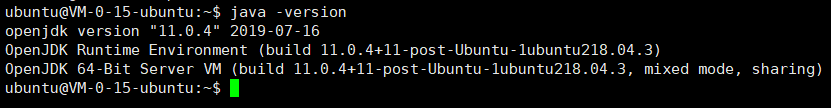 ubuntu@VM-0-15-ubuntu:~$ java -version
openjdk version "11.0.4" 2019-07-16
OpenJDK Runtime Environment (build 11.0.4+11-post-Ubuntu-1ubuntu218.04.3)
OpenJDK 64-Bit Server VM (build 11.0.4+11-post-Ubuntu-1ubuntu218.04.3, mixed mode, sharing)
ubuntu@VM-0-15-ubuntu:~$